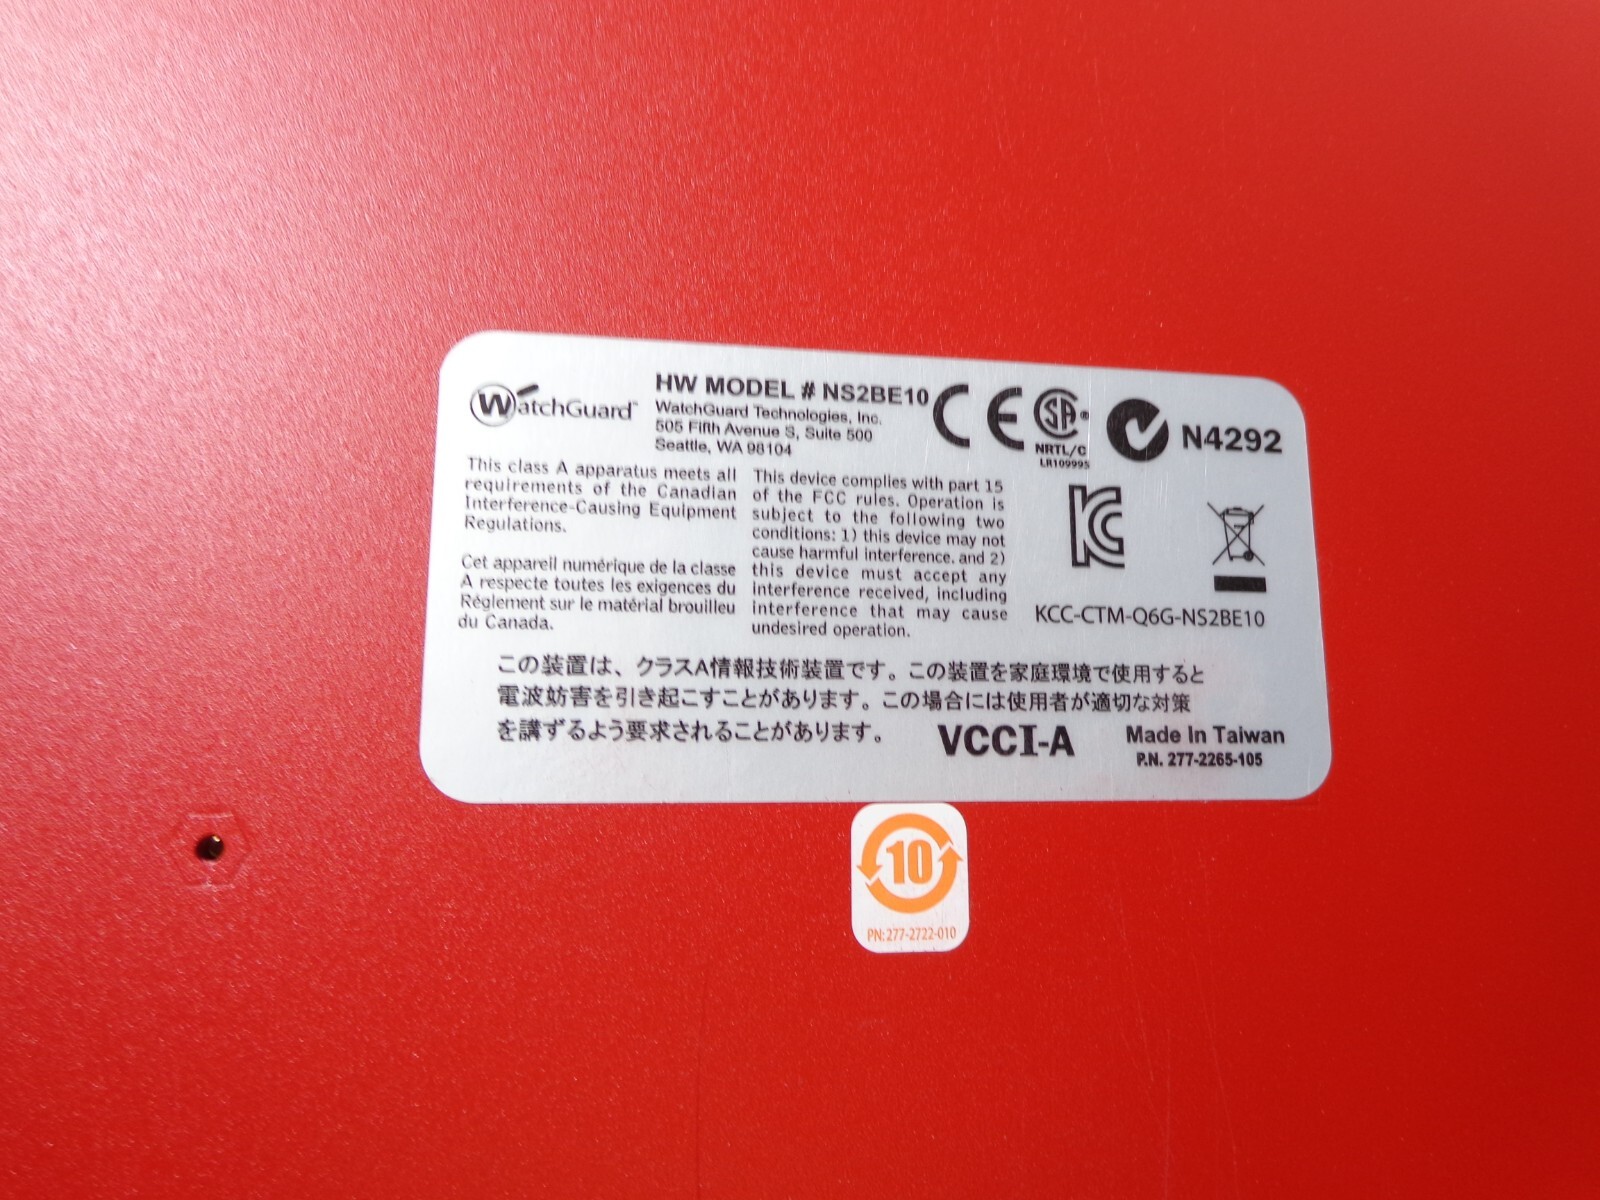 WatchGuard™
HW MODEL # NS2BE10
WatchGuard Technologies, Inc.
505 Fifth Avenue S, Suite 500
Seattle, WA 98104
CE CE SA®
NRTL/C
LR109995
N4292
This class A apparatus meets all
requirements of the Canadian
Interference-Causing Equipment
Regulations.
Cet appareil numérique de la classe
A respecte toutes les exigences du
Réglement sur le matérial brouilleu
du Canada.
This device complies with part 15
of the FCC rules. Operation is
subject to the following two
conditions: 1) this device may not
cause harmful interference. and 2)
this device must accept any
interference received, including
interference that may cause
undesired operation.
KC
KCC-CTM-Q6G-NS2BE10
この装置は、クラスA情報技術装置です。この装置を家庭環境で使用すると
電波妨害を引き起こすことがあります。この場合には使用者が適切な対策
を講ずるよう要求されることがあります。
VCCI-A
Made In Taiwan
P.N. 277-2265-105
10
PN:277-2722-010